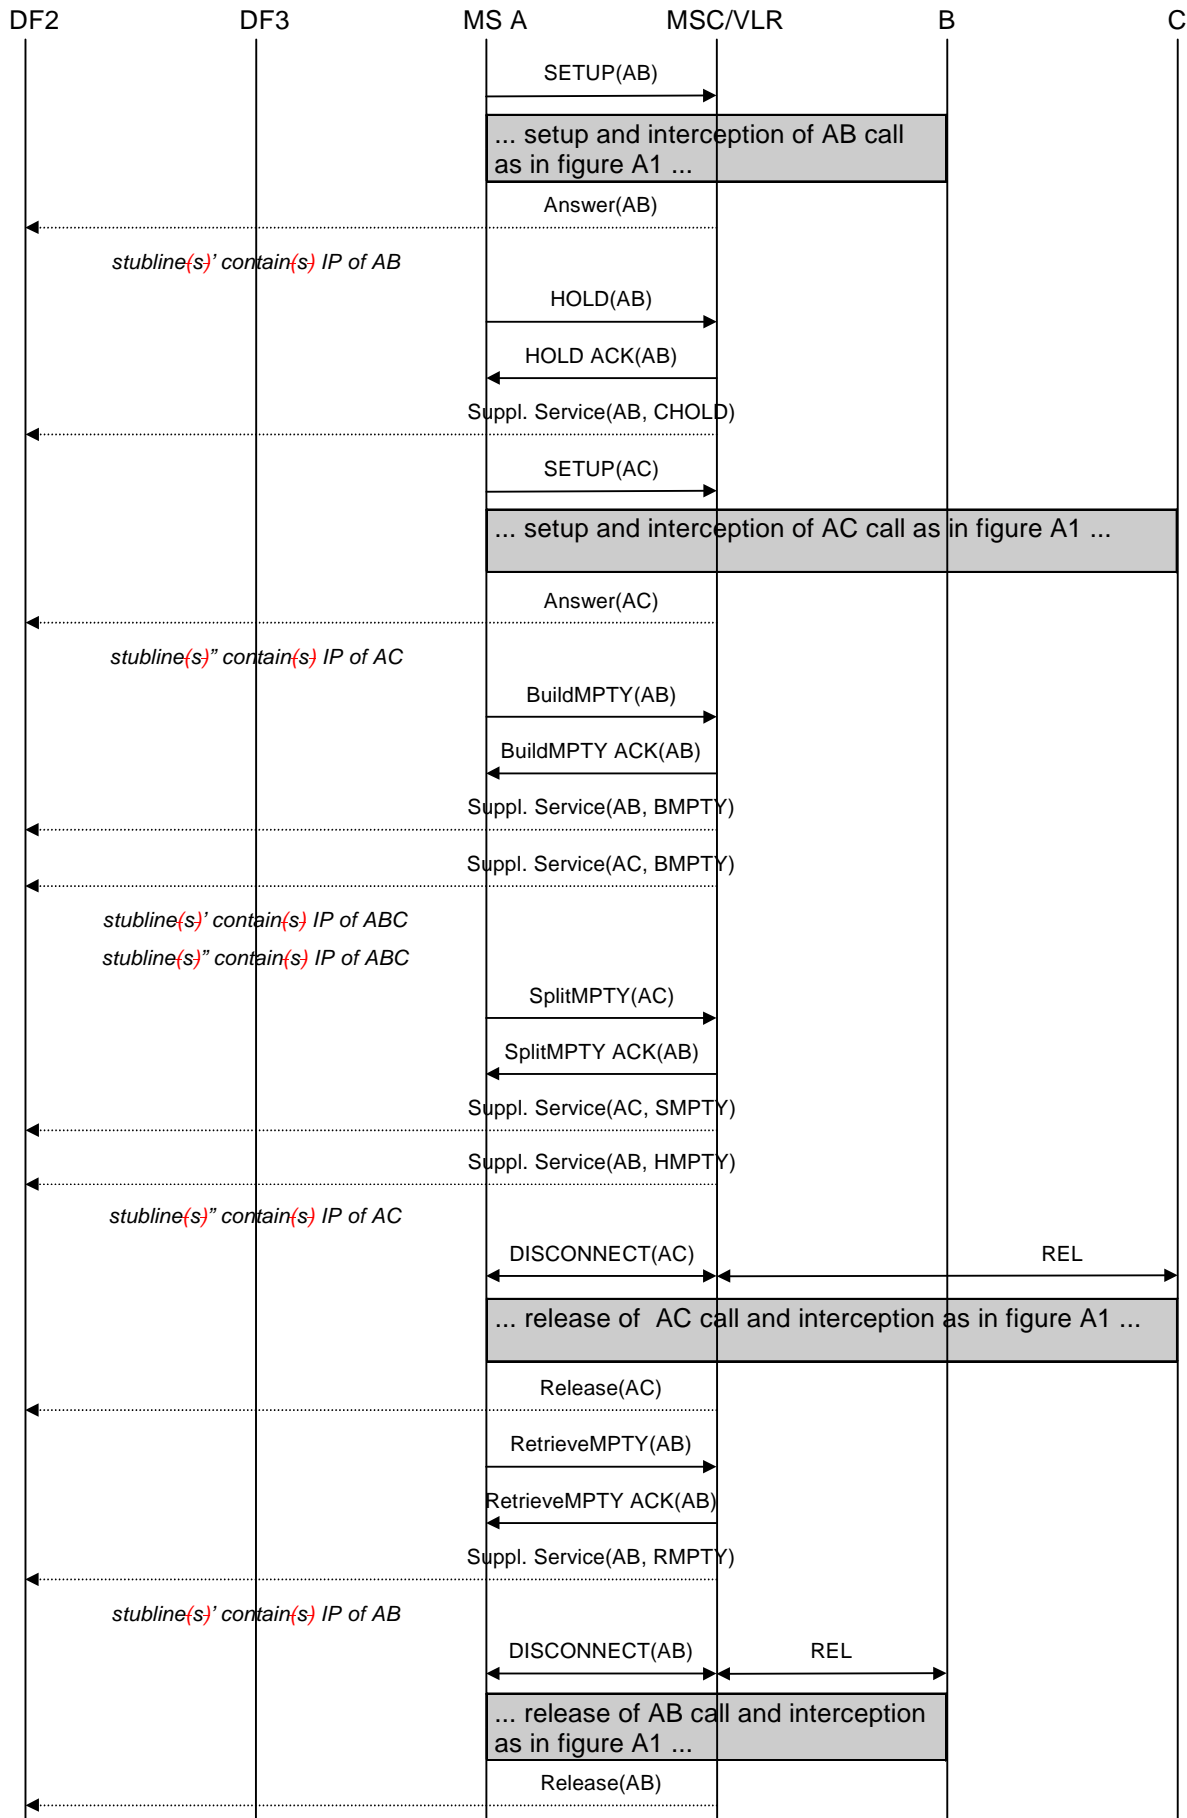 DF2 DF3 MS A MSC/VLR B C
SETUP(AB)
... setup and interception of AB call
as in figure A1 ...
Answer(AB)
stubline(s)’ contain(s) IP of AB
HOLD(AB)
HOLD ACK(AB)
Suppl. Service(AB, CHOLD)
SETUP(AC)
... setup and interception of AC call as in figure A1 ...
Answer(AC)
stubline(s)” contain(s) IP of AC
BuildMPTY(AB)
BuildMPTY ACK(AB)
Suppl. Service(AB, BMPTY)
Suppl. Service(AC, BMPTY)
stubline(s)’ contain(s) IP of ABC
stubline(s)” contain(s) IP of ABC
SplitMPTY(AC)
SplitMPTY ACK(AB)
Suppl. Service(AC, SMPTY)
Suppl. Service(AB, HMPTY)
stubline(s)” contain(s) IP of AC
DISCONNECT(AC) REL
... release of  AC call and interception as in figure A1 ...
Release(AC)
RetrieveMPTY(AB)
RetrieveMPTY ACK(AB)
Suppl. Service(AB, RMPTY)
stubline(s)’ contain(s) IP of AB
DISCONNECT(AB) REL
... release of AB call and interception
as in figure A1 ...
Release(AB)